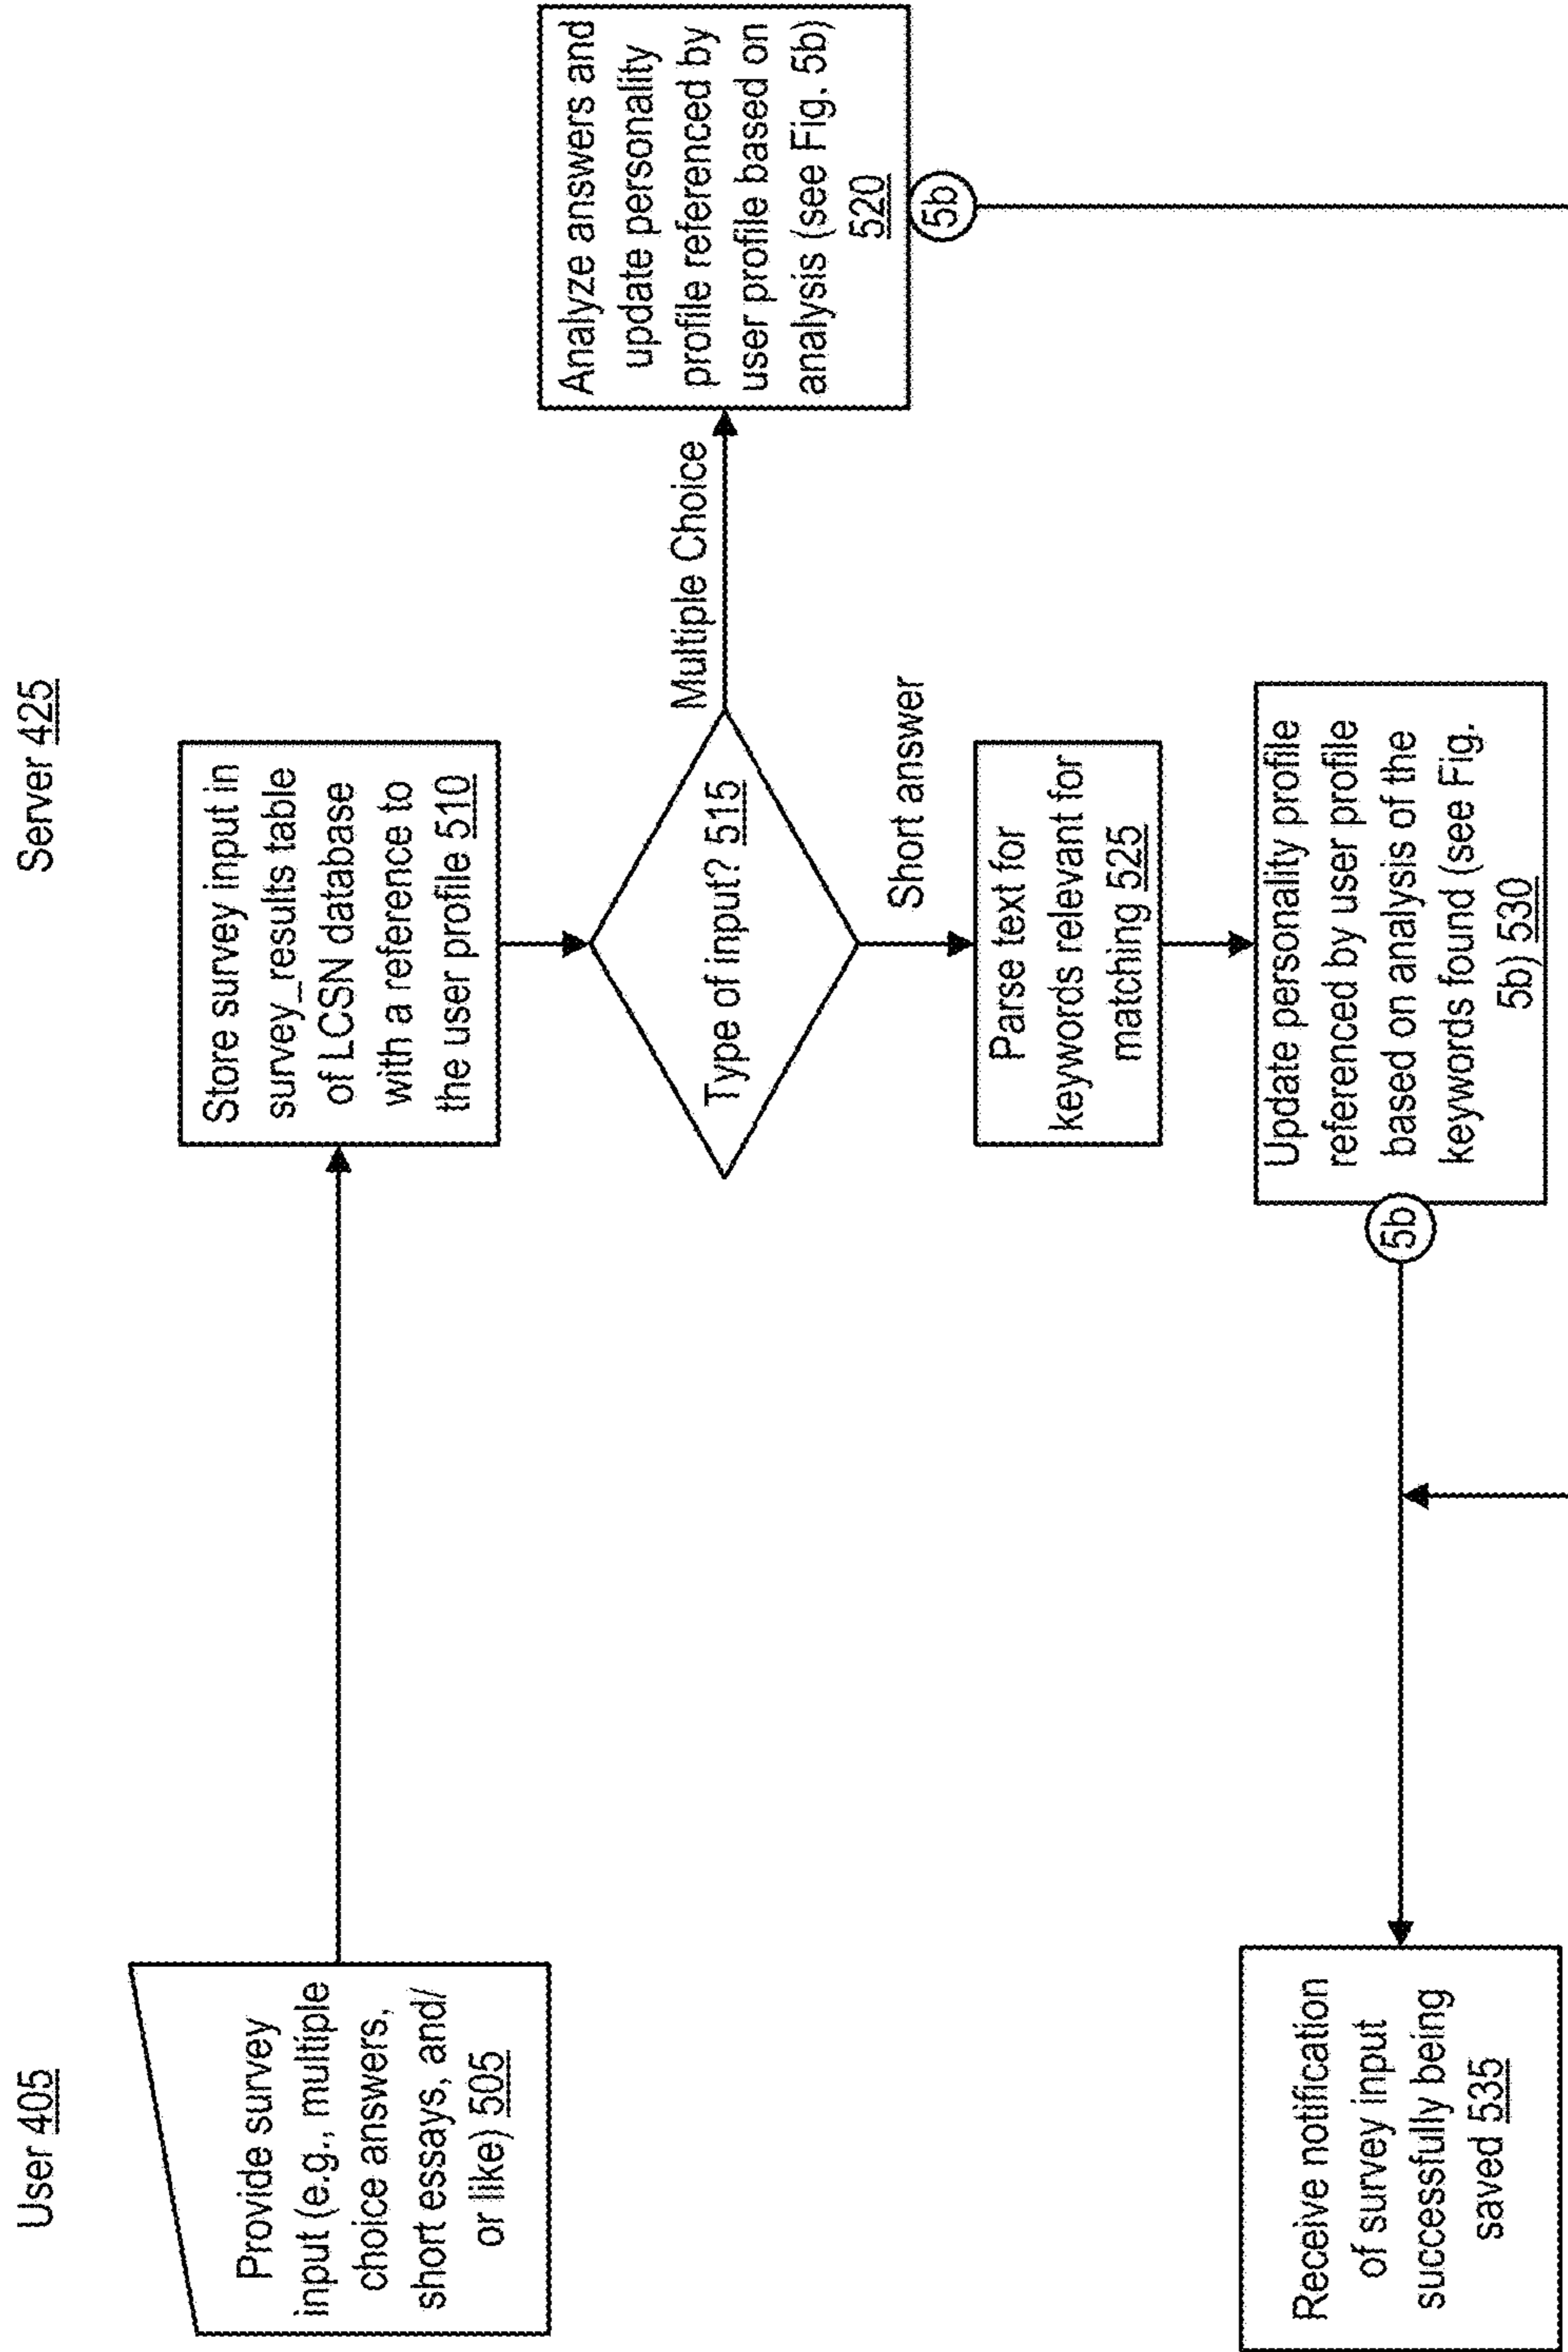 User 405
Server 425
Provide survey
input (e.g., multiple
choice answers,
short essays, and/
or like) 505
Store survey input in
survey_results table
of LCSN database
with a reference to
the user profile 510
Type of input? 515
Multiple Choice
Analyze answers and
update personality
profile referenced by
user profile based on
analysis (see Fig. 5b)
520
5b
Short answer
Parse text for
keywords relevant for
matching 525
Update personality profile
referenced by user profile
based on analysis of the
keywords found (see Fig.
5b) 530
5b
Receive notification
of survey input
successfully being
saved 535